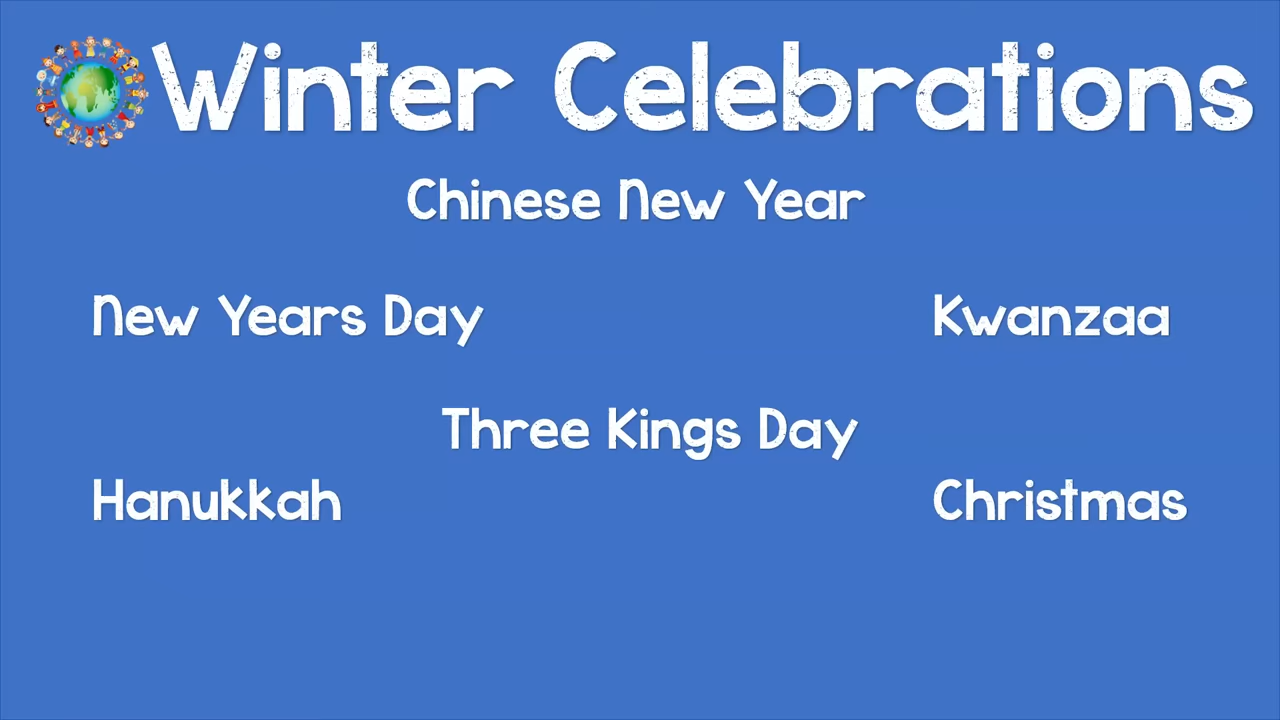 Winter Celebrations
Chinese New Year
New Years Day
Kwanzaa
Three Kings Day
Hanukkah
Christmas